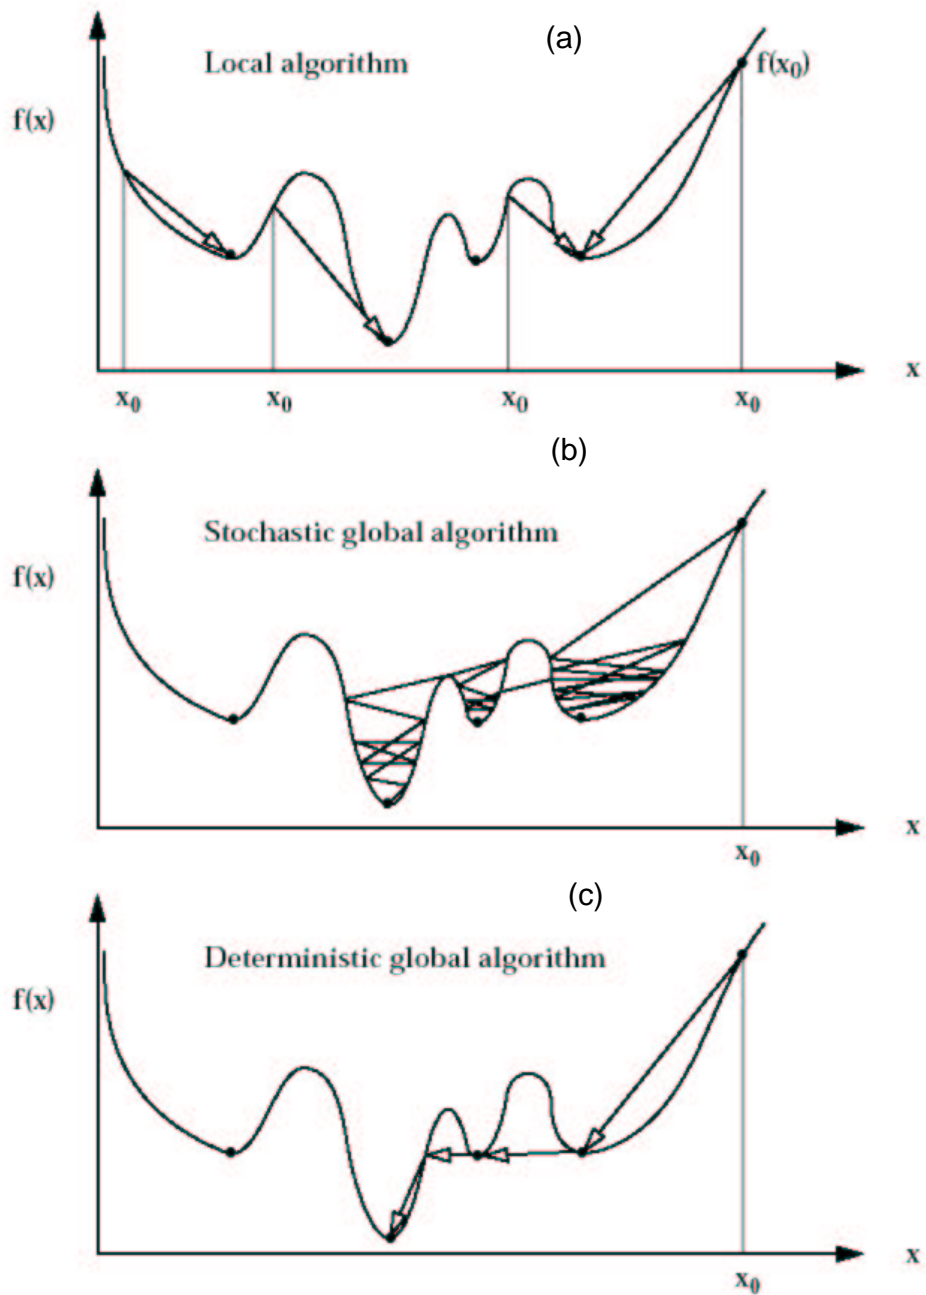 (a)
Local algorithm
f(x₀)
f(x)
x
x₀ x₀ x₀ x₀
(b)
Stochastic global algorithm
f(x)
x
x₀
(c)
Deterministic global algorithm
f(x)
x
x₀